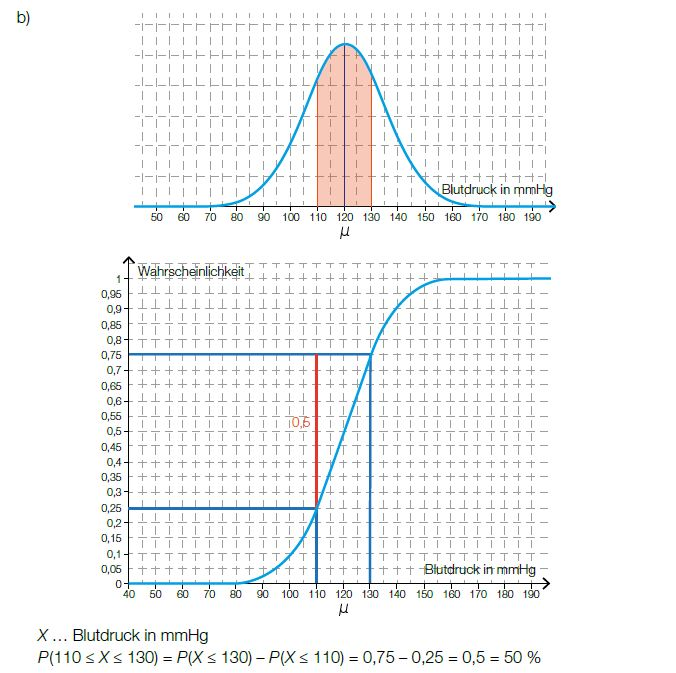 b)
Blutdruck in mmHg
50 60 70 80 90 100 110 120 130 140 150 160 170 180 190
μ
Wahrscheinlichkeit
1
0,95
0,9
0,85
0,8
0,75
0,7
0,65
0,6
0,55
0,5
0,5
0,45
0,4
0,35
0,3
0,25
0,2
0,15
0,1
0,05
Blutdruck in mmHg
0
40 50 60 70 80 90 100 110 120 130 140 150 160 170 180 190
μ
X … Blutdruck in mmHg
P(110 ≤ X ≤ 130) = P(X ≤ 130) – P(X ≤ 110) = 0,75 – 0,25 = 0,5 = 50 %